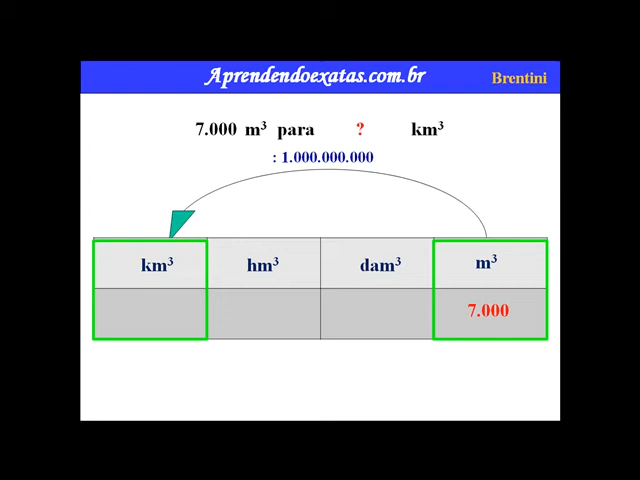 Aprendendoexatas.com.br Brentini
7.000 m³ para ? km³
: 1.000.000.000
km³ hm³ dam³ m³
7.000